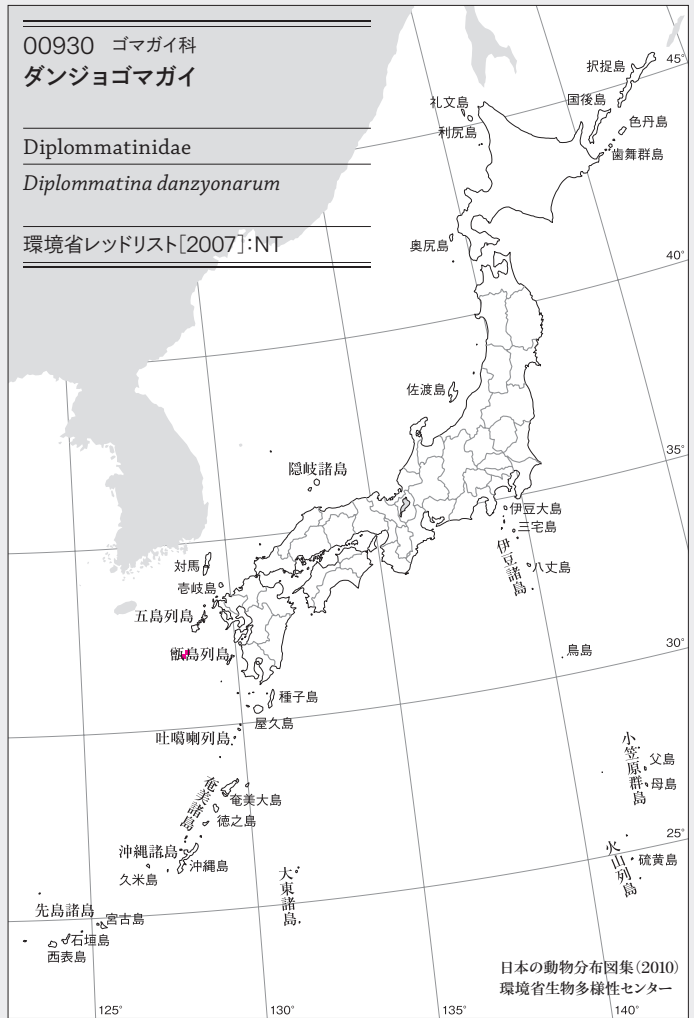 00930 ゴマガイ科
ダンジョゴマガイ
Diplommatinidae
Diplommatina danzyonarum
環境省レッドリスト［2007］：NT
択捉島
45°
礼文島
国後島
利尻島
色丹島
歯舞群島
奥尻島
40°
佐渡島
35°
隠岐諸島
伊豆大島
三宅島
伊豆諸島
八丈島
対馬
壱岐島
五島列島
甑島列島
鳥島
30°
種子島
屋久島
吐噶喇列島
小笠原群島
父島
母島
奄美諸島
奄美大島
徳之島
25°
沖縄諸島
沖縄島
久米島
火山列島
硫黄島
大東諸島
先島諸島
宮古島
石垣島
西表島
日本の動物分布図集（2010）
環境省生物多様性センター
125°
130°
135°
140°